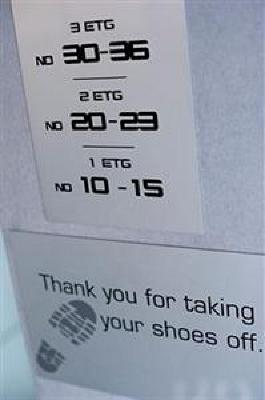 3 ETG
NO 30-36
2 ETG
NO 20-23
1 ETG
NO 10-15
Thank you for taking
your shoes off.